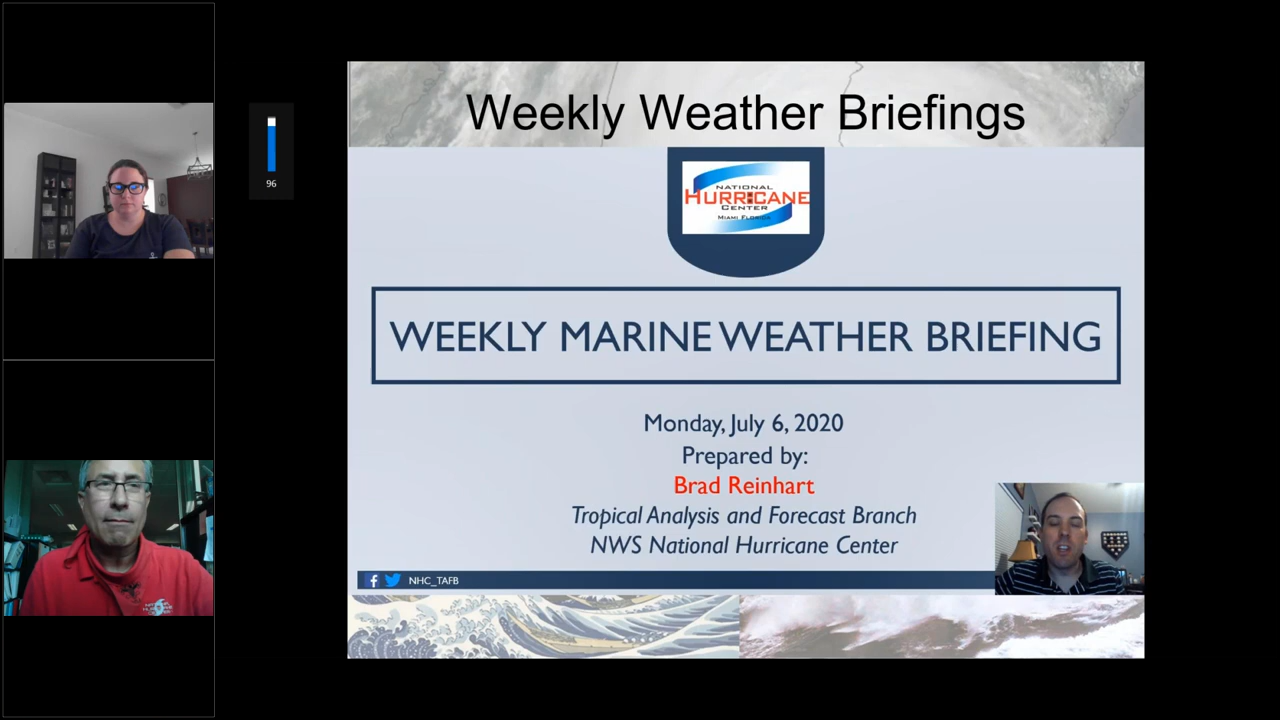 96
Weekly Weather Briefings
NATIONAL
HURRICANE
CENTER
MIAMI FLORIDA
WEEKLY MARINE WEATHER BRIEFING
Monday, July 6, 2020
Prepared by:
Brad Reinhart
Tropical Analysis and Forecast Branch
NWS National Hurricane Center
NHC_TAFB